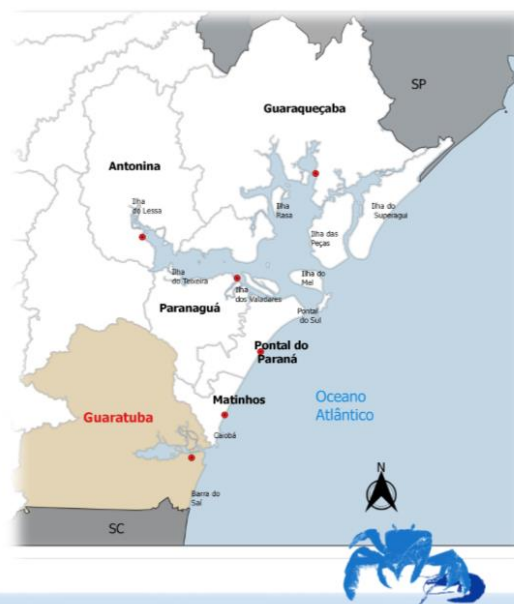 SP
Guaraqueçaba
Antonina
Ilha
do Lessa
Ilha
Rasa
Ilha do
Superagui
Ilha das
Peças
Ilha
do Teixeira
Ilha do
Mel
Ilha
dos Valadares
Paranaguá
Pontal
do Sul
Pontal do
Paraná
Matinhos
Oceano
Atlântico
Guaratuba
Caiobá
N
Barra do
Saí
SC